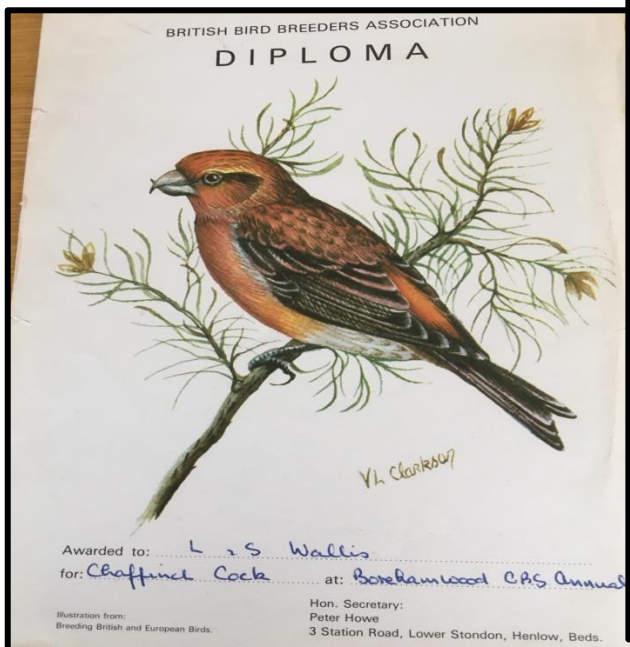 BRITISH BIRD BREEDERS ASSOCIATION
DIPLOMA
VL Clarkson
Awarded to: L & S Wallis
for: Chaffinch Cock at: Borehamwood CBS Annual
Illustration from:
Breeding British and European Birds.
Hon. Secretary:
Peter Howe
3 Station Road, Lower Stondon, Henlow, Beds.